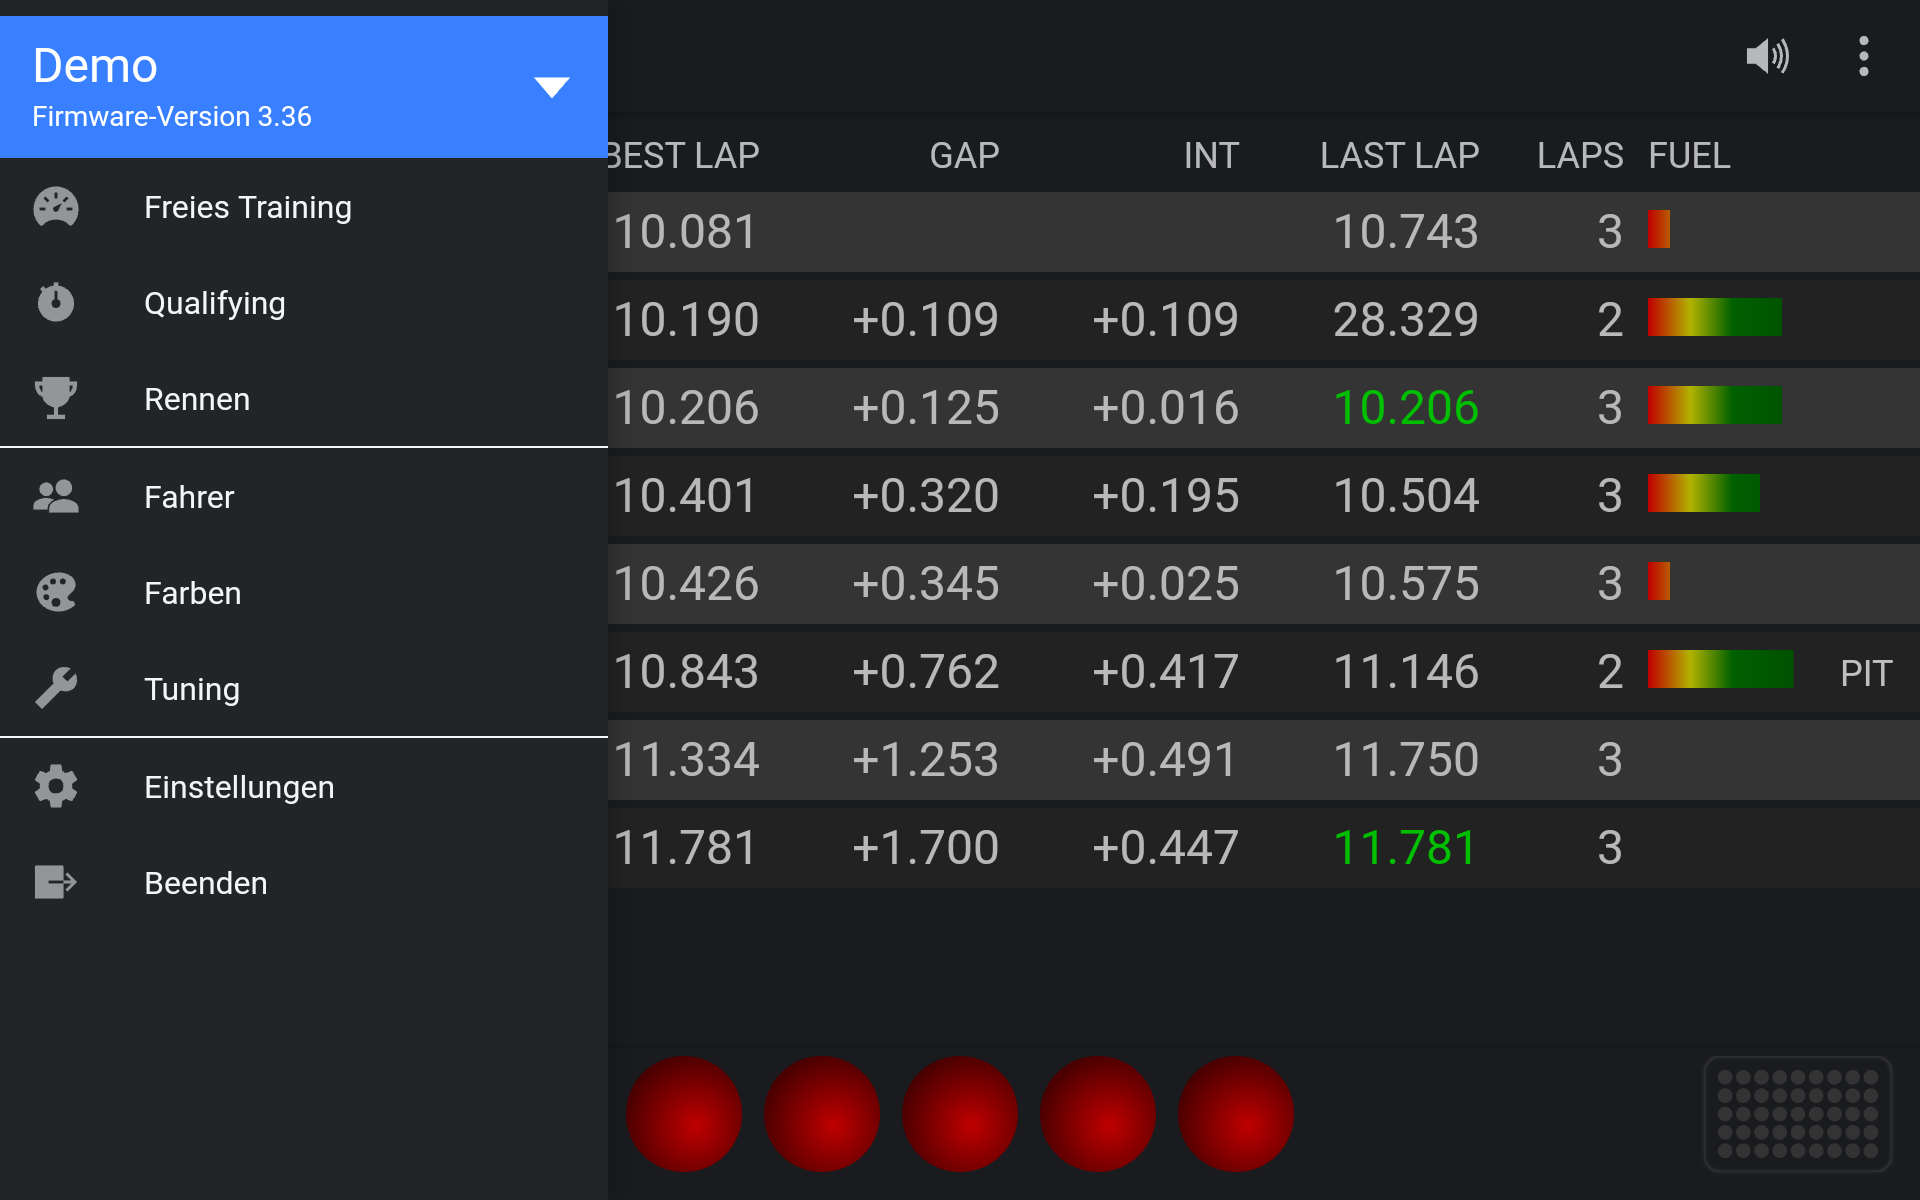 Demo
Firmware-Version 3.36
Freies Training
Qualifying
Rennen
Fahrer
Farben
Tuning
Einstellungen
Beenden
BEST LAP GAP INT LAST LAP LAPS FUEL
10.081 10.743 3
10.190 +0.109 +0.109 28.329 2
10.206 +0.125 +0.016 10.206 3
10.401 +0.320 +0.195 10.504 3
10.426 +0.345 +0.025 10.575 3
10.843 +0.762 +0.417 11.146 2 PIT
11.334 +1.253 +0.491 11.750 3
11.781 +1.700 +0.447 11.781 3